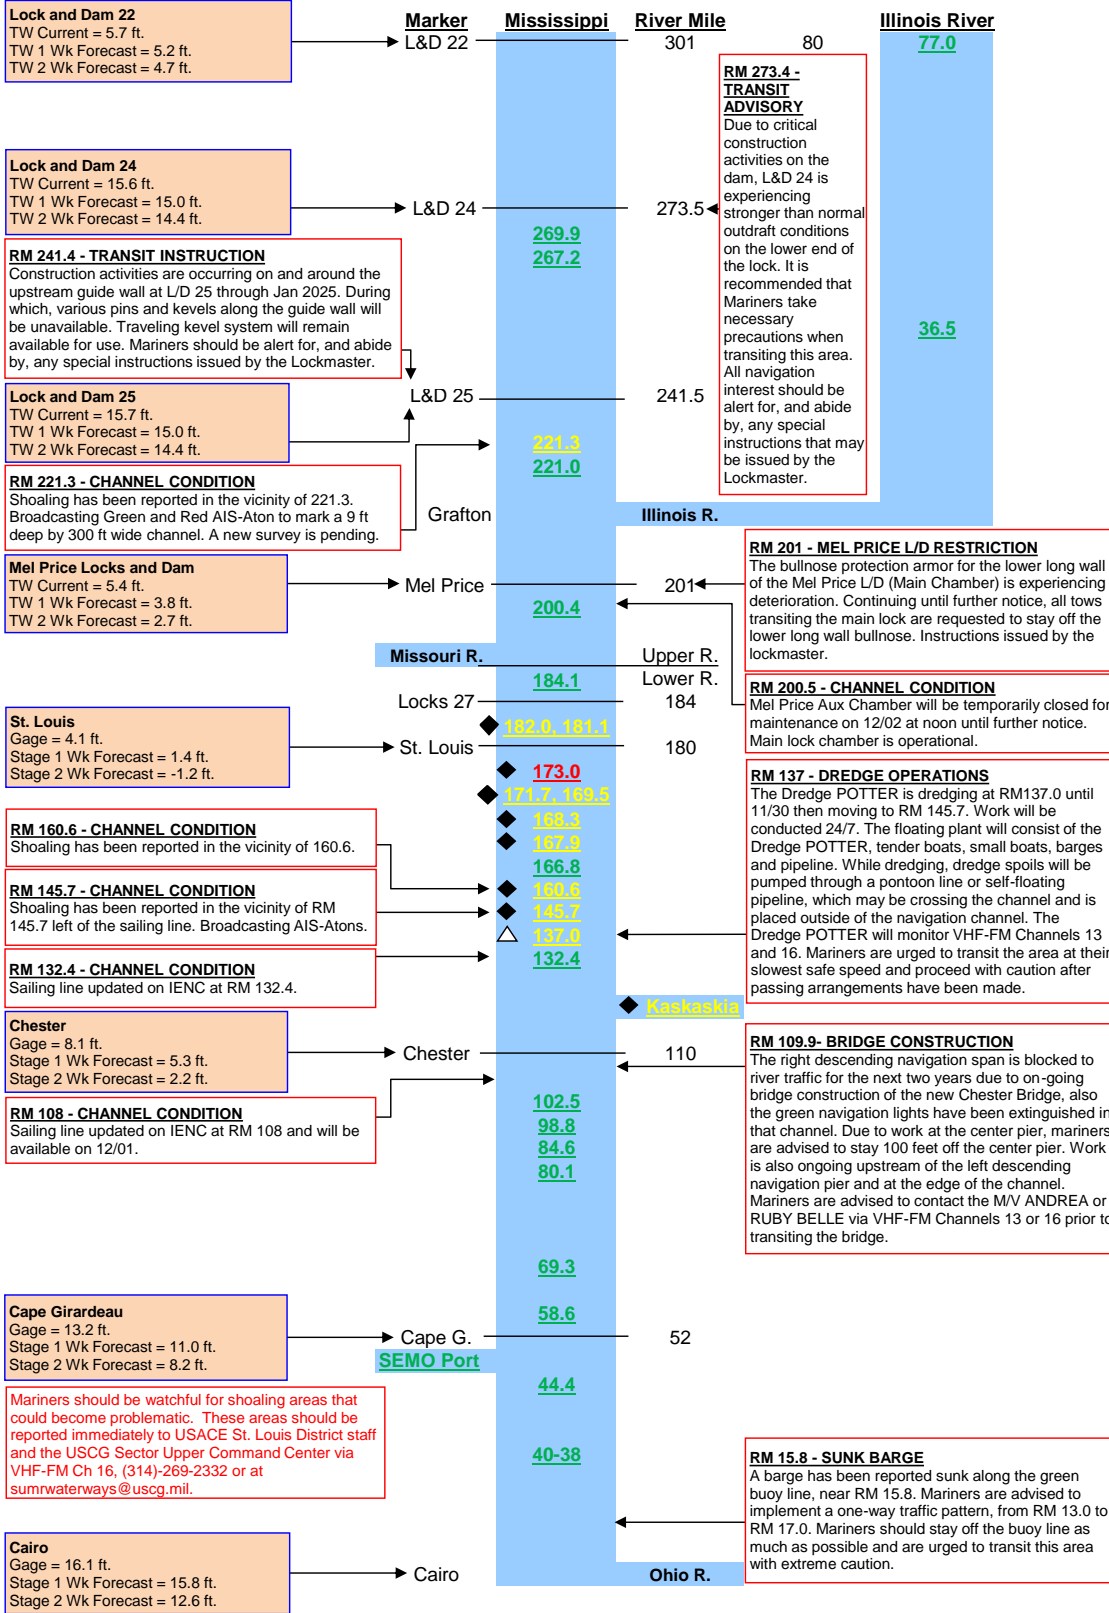 Lock and Dam 22
TW Current = 5.7 ft.
TW 1 Wk Forecast = 5.2 ft.
TW 2 Wk Forecast = 4.7 ft.
Marker
Mississippi
River Mile
Illinois River
L&D 22
301
80
77.0
RM 273.4 -
TRANSIT
ADVISORY
Due to critical
construction
activities on the
dam, L&D 24 is
experiencing
stronger than normal
outdraft conditions
on the lower end of
the lock. It is
recommended that
Mariners take
necessary
precautions when
transiting this area.
All navigation
interest should be
alert for, and abide
by, any special
instructions that may
be issued by the
Lockmaster.
Lock and Dam 24
TW Current = 15.6 ft.
TW 1 Wk Forecast = 15.0 ft.
TW 2 Wk Forecast = 14.4 ft.
L&D 24
273.5
269.9
267.2
36.5
RM 241.4 - TRANSIT INSTRUCTION
Construction activities are occurring on and around the
upstream guide wall at L/D 25 through Jan 2025. During
which, various pins and kevels along the guide wall will
be unavailable. Traveling kevel system will remain
available for use. Mariners should be alert for, and abide
by, any special instructions issued by the Lockmaster.
Lock and Dam 25
TW Current = 15.7 ft.
TW 1 Wk Forecast = 15.0 ft.
TW 2 Wk Forecast = 14.4 ft.
L&D 25
241.5
221.3
221.0
RM 221.3 - CHANNEL CONDITION
Shoaling has been reported in the vicinity of 221.3.
Broadcasting Green and Red AIS-Aton to mark a 9 ft
deep by 300 ft wide channel. A new survey is pending.
Grafton
Illinois R.
Mel Price Locks and Dam
TW Current = 5.4 ft.
TW 1 Wk Forecast = 3.8 ft.
TW 2 Wk Forecast = 2.7 ft.
Mel Price
201
200.4
RM 201 - MEL PRICE L/D RESTRICTION
The bullnose protection armor for the lower long wall
of the Mel Price L/D (Main Chamber) is experiencing
deterioration. Continuing until further notice, all tows
transiting the main lock are requested to stay off the
lower long wall bullnose. Instructions issued by the
lockmaster.
Missouri R.
Upper R.
Lower R.
184.1
Locks 27
184
RM 200.5 - CHANNEL CONDITION
Mel Price Aux Chamber will be temporarily closed for
maintenance on 12/02 at noon until further notice.
Main lock chamber is operational.
St. Louis
Gage = 4.1 ft.
Stage 1 Wk Forecast = 1.4 ft.
Stage 2 Wk Forecast = -1.2 ft.
182.0, 181.1
St. Louis
180
173.0
171.7, 169.5
168.3
167.9
166.8
160.6
145.7
137.0
132.4
RM 137 - DREDGE OPERATIONS
The Dredge POTTER is dredging at RM137.0 until
11/30 then moving to RM 145.7. Work will be
conducted 24/7. The floating plant will consist of the
Dredge POTTER, tender boats, small boats, barges
and pipeline. While dredging, dredge spoils will be
pumped through a pontoon line or self-floating
pipeline, which may be crossing the channel and is
placed outside of the navigation channel. The
Dredge POTTER will monitor VHF-FM Channels 13
and 16. Mariners are urged to transit the area at their
slowest safe speed and proceed with caution after
passing arrangements have been made.
RM 160.6 - CHANNEL CONDITION
Shoaling has been reported in the vicinity of 160.6.
RM 145.7 - CHANNEL CONDITION
Shoaling has been reported in the vicinity of RM
145.7 left of the sailing line. Broadcasting AIS-Atons.
RM 132.4 - CHANNEL CONDITION
Sailing line updated on IENC at RM 132.4.
Kaskaskia
Chester
Gage = 8.1 ft.
Stage 1 Wk Forecast = 5.3 ft.
Stage 2 Wk Forecast = 2.2 ft.
Chester
110
RM 109.9- BRIDGE CONSTRUCTION
The right descending navigation span is blocked to
river traffic for the next two years due to on-going
bridge construction of the new Chester Bridge, also
the green navigation lights have been extinguished in
that channel. Due to work at the center pier, mariners
are advised to stay 100 feet off the center pier. Work
is also ongoing upstream of the left descending
navigation pier and at the edge of the channel.
Mariners are advised to contact the M/V ANDREA or
RUBY BELLE via VHF-FM Channels 13 or 16 prior to
transiting the bridge.
RM 108 - CHANNEL CONDITION
Sailing line updated on IENC at RM 108 and will be
available on 12/01.
102.5
98.8
84.6
80.1
69.3
58.6
Cape Girardeau
Gage = 13.2 ft.
Stage 1 Wk Forecast = 11.0 ft.
Stage 2 Wk Forecast = 8.2 ft.
Cape G.
52
SEMO Port
44.4
40-38
Mariners should be watchful for shoaling areas that
could become problematic. These areas should be
reported immediately to USACE St. Louis District staff
and the USCG Sector Upper Command Center via
VHF-FM Ch 16, (314)-269-2332 or at
sumrwaterways@uscg.mil.
RM 15.8 - SUNK BARGE
A barge has been reported sunk along the green
buoy line, near RM 15.8. Mariners are advised to
implement a one-way traffic pattern, from RM 13.0 to
RM 17.0. Mariners should stay off the buoy line as
much as possible and are urged to transit this area
with extreme caution.
Cairo
Gage = 16.1 ft.
Stage 1 Wk Forecast = 15.8 ft.
Stage 2 Wk Forecast = 12.6 ft.
Cairo
Ohio R.